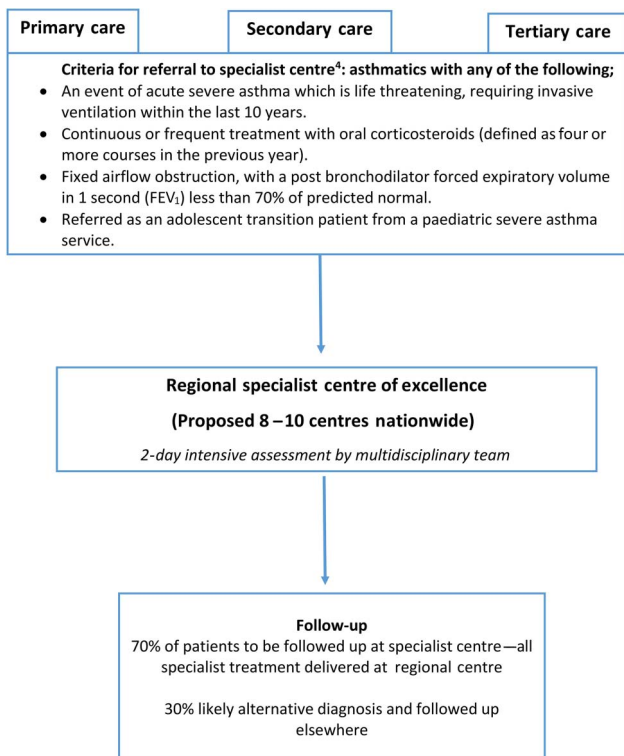 Primary care
Secondary care
Tertiary care
Criteria for referral to specialist centre⁴: asthmatics with any of the following;
• An event of acute severe asthma which is life threatening, requiring invasive
ventilation within the last 10 years.
• Continuous or frequent treatment with oral corticosteroids (defined as four or
more courses in the previous year).
• Fixed airflow obstruction, with a post bronchodilator forced expiratory volume
in 1 second (FEV₁) less than 70% of predicted normal.
• Referred as an adolescent transition patient from a paediatric severe asthma
service.
Regional specialist centre of excellence
(Proposed 8–10 centres nationwide)
2-day intensive assessment by multidisciplinary team
Follow-up
70% of patients to be followed up at specialist centre—all
specialist treatment delivered at regional centre
30% likely alternative diagnosis and followed up
elsewhere